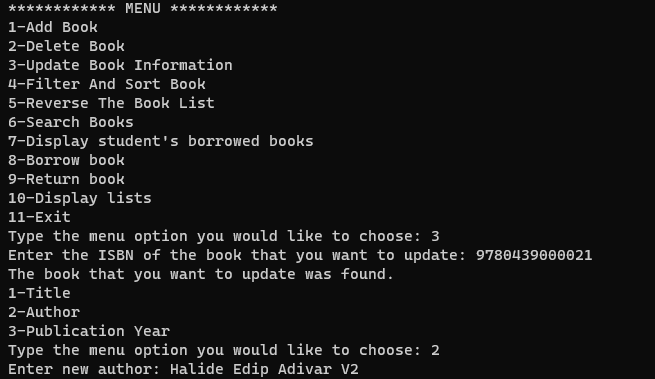 ************ MENU ************
1-Add Book
2-Delete Book
3-Update Book Information
4-Filter And Sort Book
5-Reverse The Book List
6-Search Books
7-Display student's borrowed books
8-Borrow book
9-Return book
10-Display lists
11-Exit
Type the menu option you would like to choose: 3
Enter the ISBN of the book that you want to update: 9780439000021
The book that you want to update was found.
1-Title
2-Author
3-Publication Year
Type the menu option you would like to choose: 2
Enter new author: Halide Edip Adivar V2